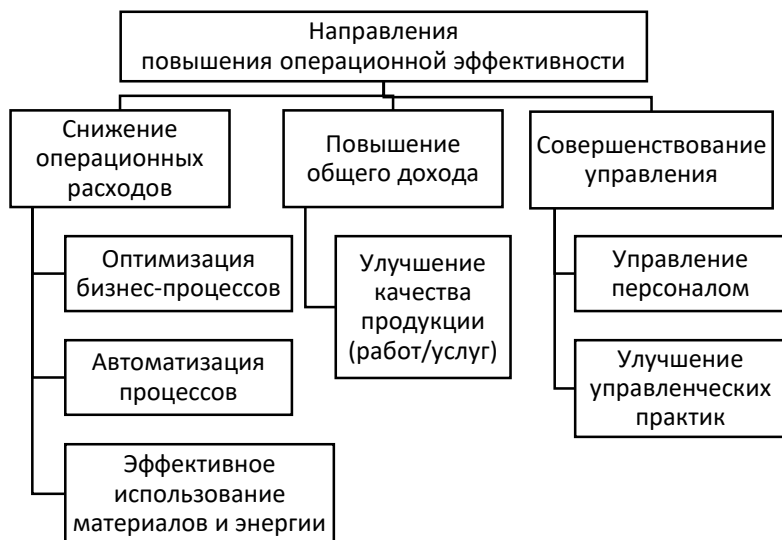 Направления
повышения операционной эффективности
Снижение
операционных
расходов
Оптимизация
бизнес-процессов
Автоматизация
процессов
Эффективное
использование
материалов и энергии
Повышение
общего дохода
Улучшение
качества
продукции
(работ/услуг)
Совершенствование
управления
Управление
персоналом
Улучшение
управленческих
практик